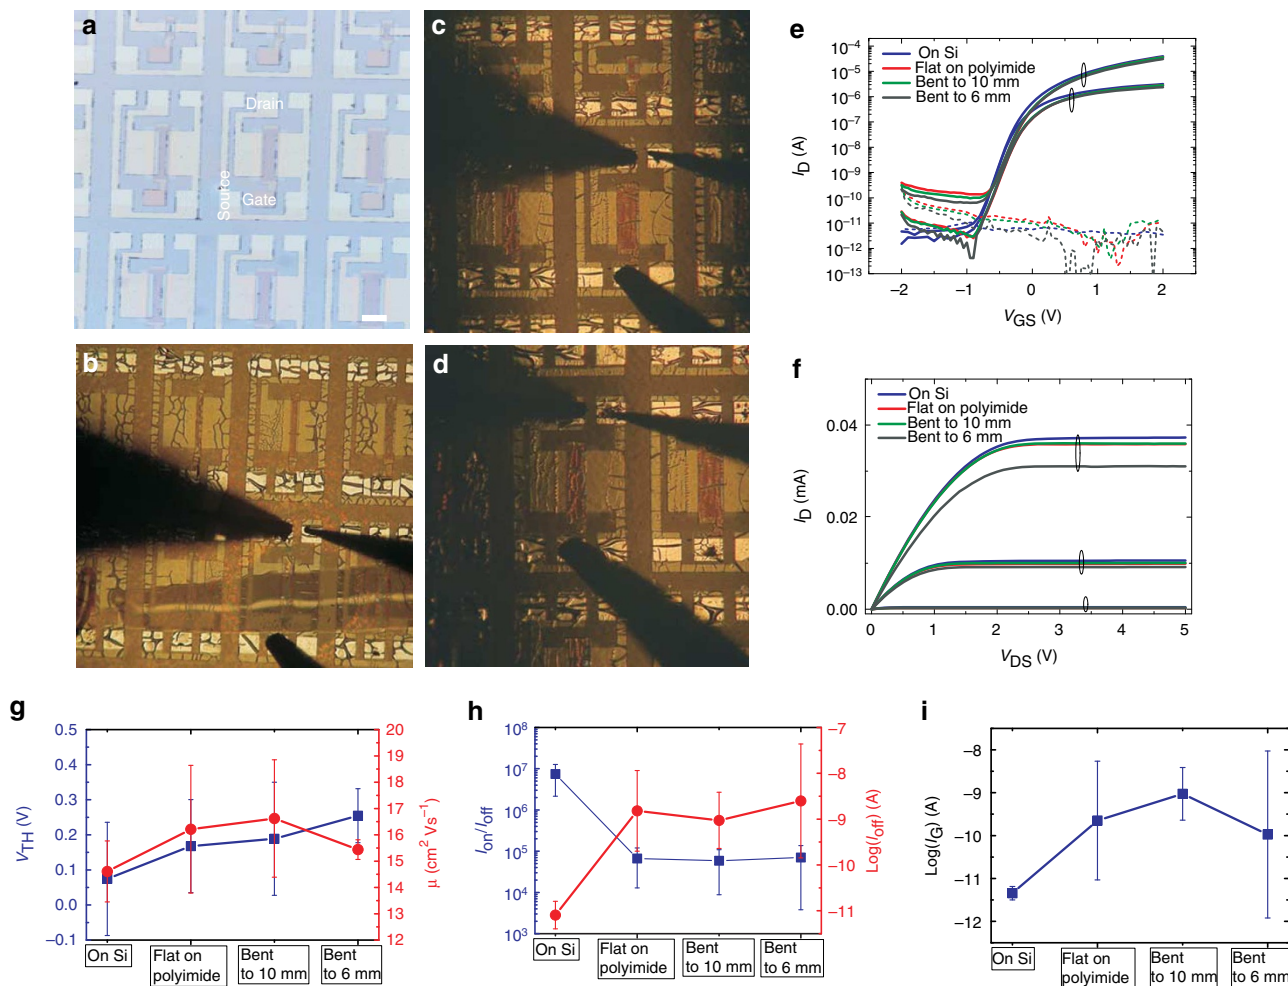 a
Drain
Source
Gate
b
c
d
e
On Si
Flat on polyimide
Bent to 10 mm
Bent to 6 mm
10⁻⁴
10⁻⁵
10⁻⁶
10⁻⁷
10⁻⁸
10⁻⁹
10⁻¹⁰
10⁻¹¹
10⁻¹²
10⁻¹³
I_D (A)
−2 −1 0 1 2
V_GS (V)
f
On Si
Flat on polyimide
Bent to 10 mm
Bent to 6 mm
0.04
0.02
0.00
I_D (mA)
0 1 2 3 4 5
V_DS (V)
g
0.5
0.4
0.3
0.2
0.1
0.0
−0.1
V_TH (V)
20
19
18
17
16
15
14
13
12
μ (cm² Vs⁻¹)
On Si
Flat on
polyimide
Bent
to 10 mm
Bent
to 6 mm
h
10⁸
10⁷
10⁶
10⁵
10⁴
10³
I_on/I_off
−7
−8
−9
−10
−11
Log(I_off) (A)
On Si
Flat on
polyimide
Bent
to 10 mm
Bent
to 6 mm
i
−8
−9
−10
−11
−12
Log(I_G) (A)
On Si
Flat on
polyimide
Bent
to 10 mm
Bent
to 6 mm